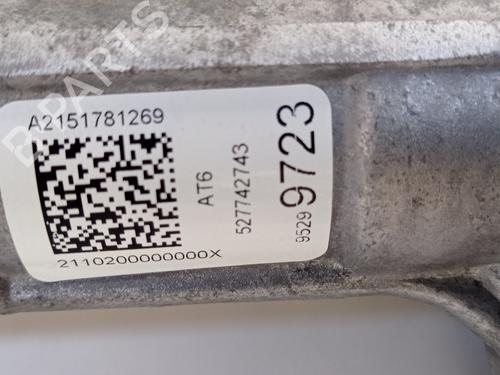 B-PARTS
A2151781269
2110200000000X
AT6
527742743
9529 9723